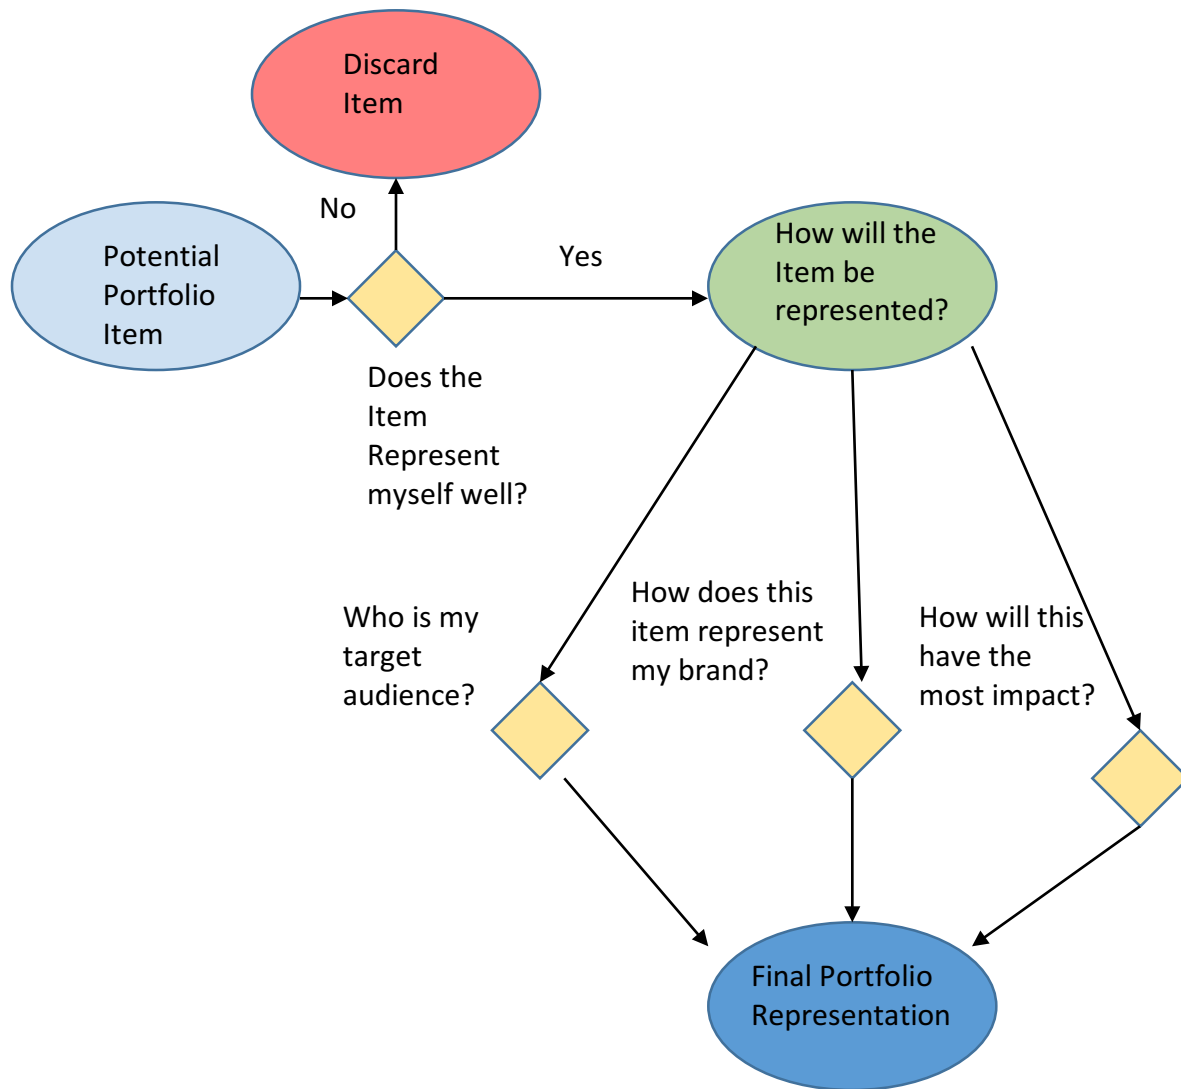 Discard
Item
No
Potential
Portfolio
Item
Yes
How will the
Item be
represented?
Does the
Item
Represent
myself well?
Who is my
target
audience?
How does this
item represent
my brand?
How will this
have the
most impact?
Final Portfolio
Representation